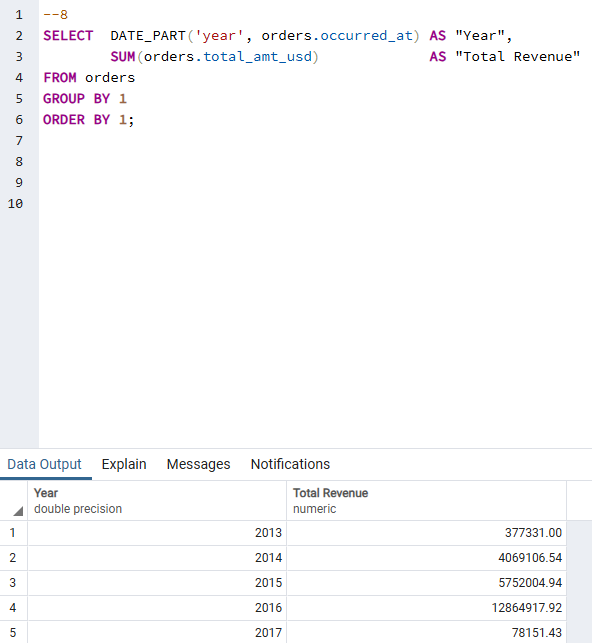 1 --8
2 SELECT DATE_PART('year', orders.occurred_at) AS "Year",
3 SUM(orders.total_amt_usd) AS "Total Revenue"
4 FROM orders
5 GROUP BY 1
6 ORDER BY 1;
7
8
9
10
Data Output Explain Messages Notifications
Year Total Revenue
double precision numeric
1 2013 377331.00
2 2014 4069106.54
3 2015 5752004.94
4 2016 12864917.92
5 2017 78151.43